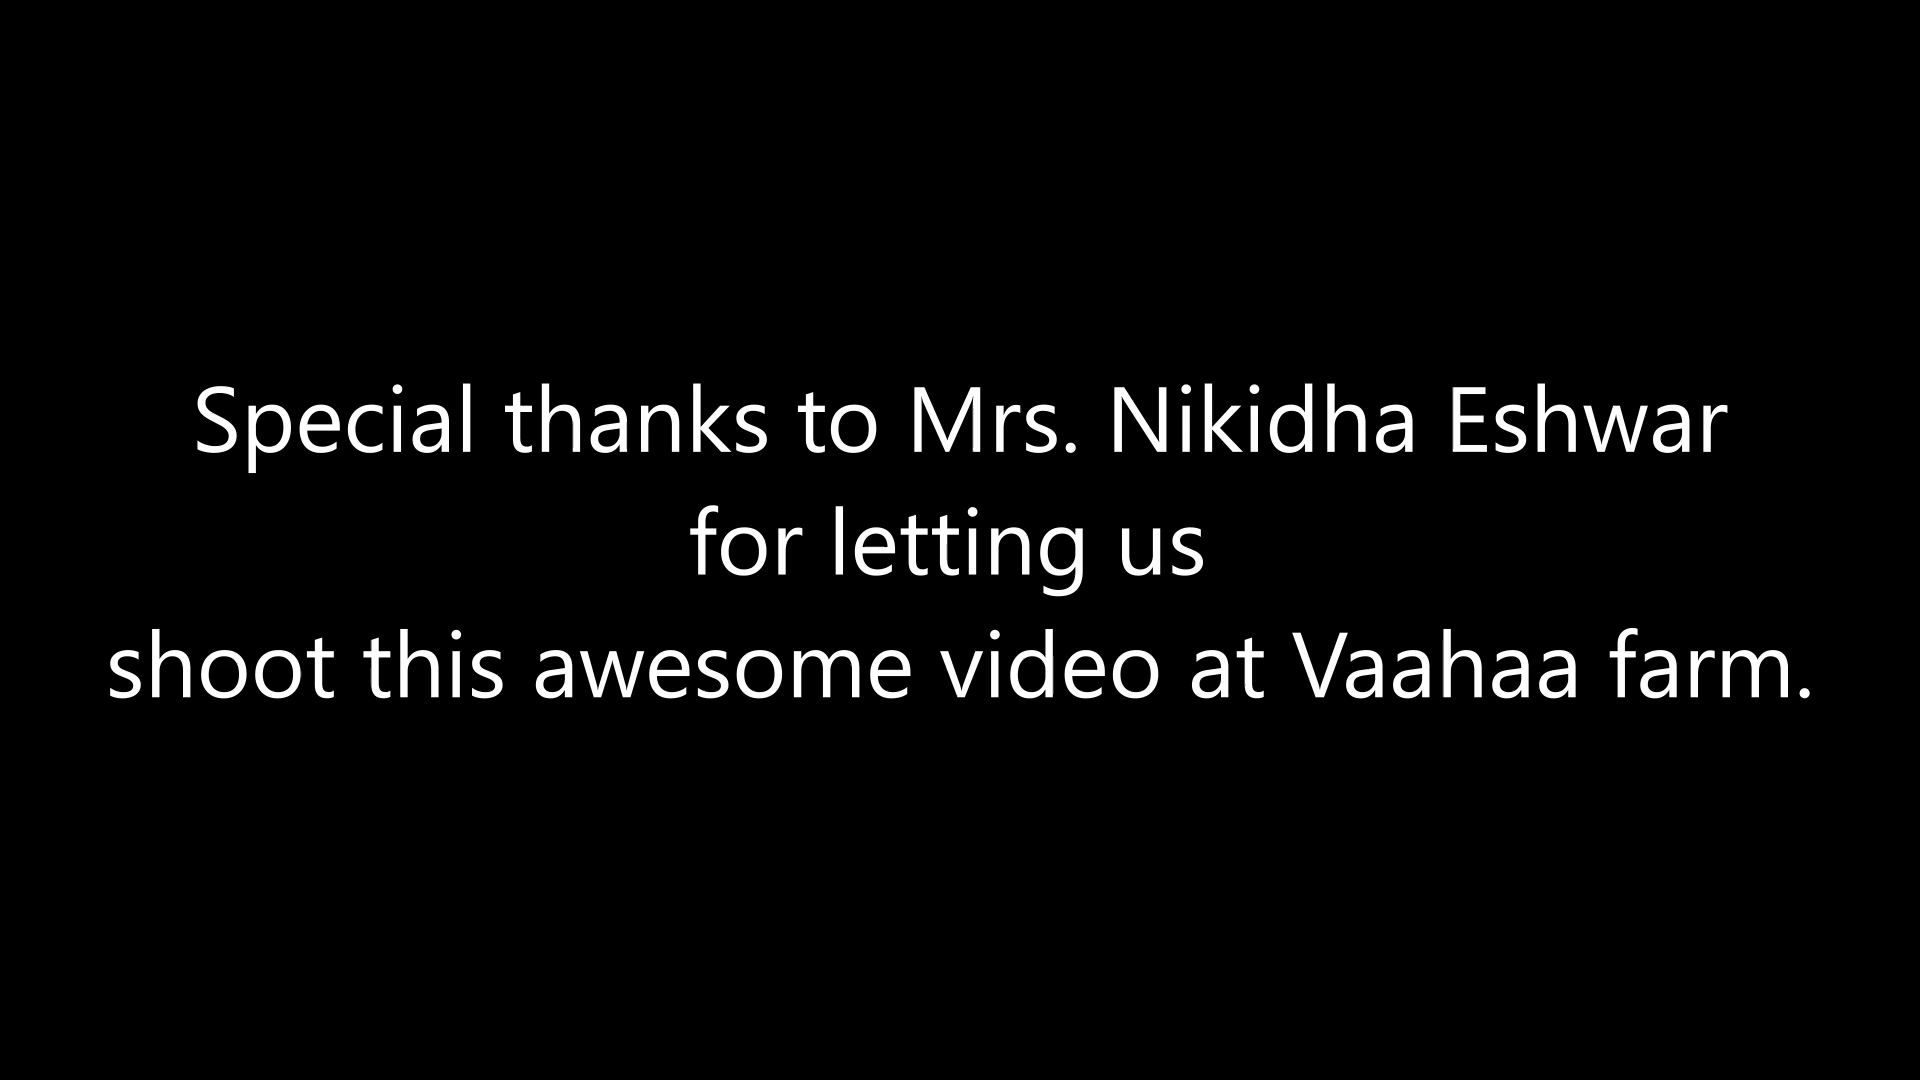 Special thanks to Mrs. Nikidha Eshwar
for letting us
shoot this awesome video at Vaahaa farm.